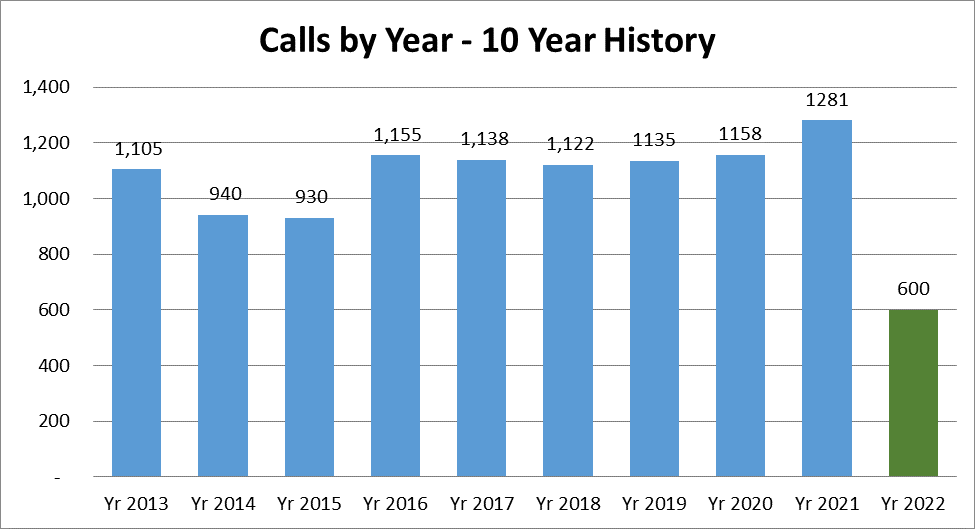 Calls by Year - 10 Year History
1,400
1,200
1,000
800
600
400
200
-
1,105
940
930
1,155
1,138
1,122
1135
1158
1281
600
Yr 2013
Yr 2014
Yr 2015
Yr 2016
Yr 2017
Yr 2018
Yr 2019
Yr 2020
Yr 2021
Yr 2022